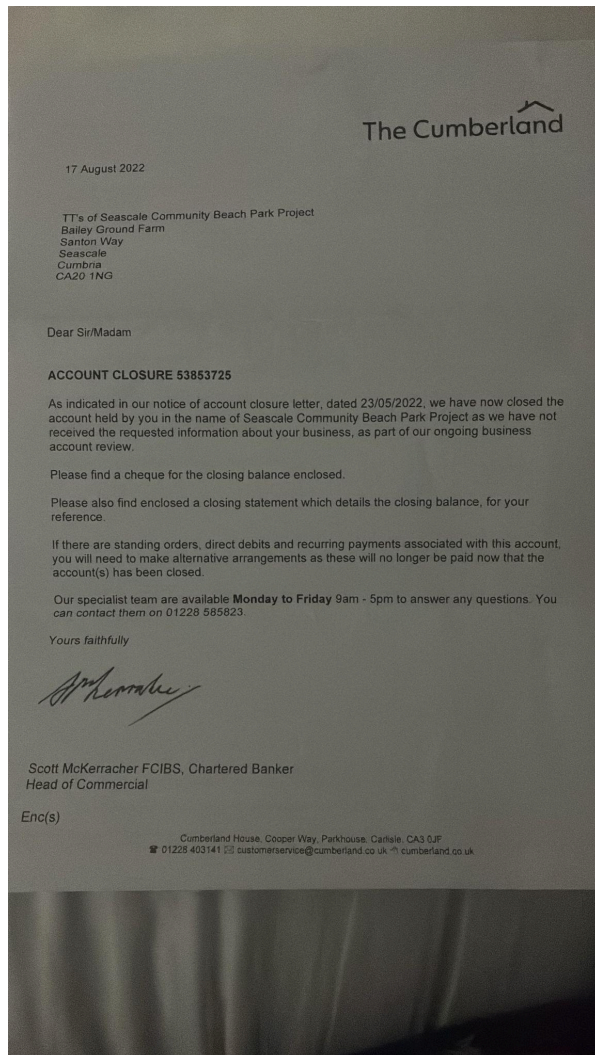 The Cumberland
17 August 2022
TT's of Seascale Community Beach Park Project
Bailey Ground Farm
Santon Way
Seascale
Cumbria
CA20 1NG
Dear Sir/Madam
ACCOUNT CLOSURE 53853725
As indicated in our notice of account closure letter, dated 23/05/2022, we have now closed the
account held by you in the name of Seascale Community Beach Park Project as we have not
received the requested information about your business, as part of our ongoing business
account review.
Please find a cheque for the closing balance enclosed.
Please also find enclosed a closing statement which details the closing balance, for your
reference.
If there are standing orders, direct debits and recurring payments associated with this account,
you will need to make alternative arrangements as these will no longer be paid now that the
account(s) has been closed.
Our specialist team are available Monday to Friday 9am - 5pm to answer any questions. You
can contact them on 01228 585823.
Yours faithfully
Scott McKerracher FCIBS, Chartered Banker
Head of Commercial
Enc(s)
Cumberland House, Cooper Way, Parkhouse, Carlisle, CA3 0JF
01228 403141 customerservice@cumberland.co.uk cumberland.co.uk